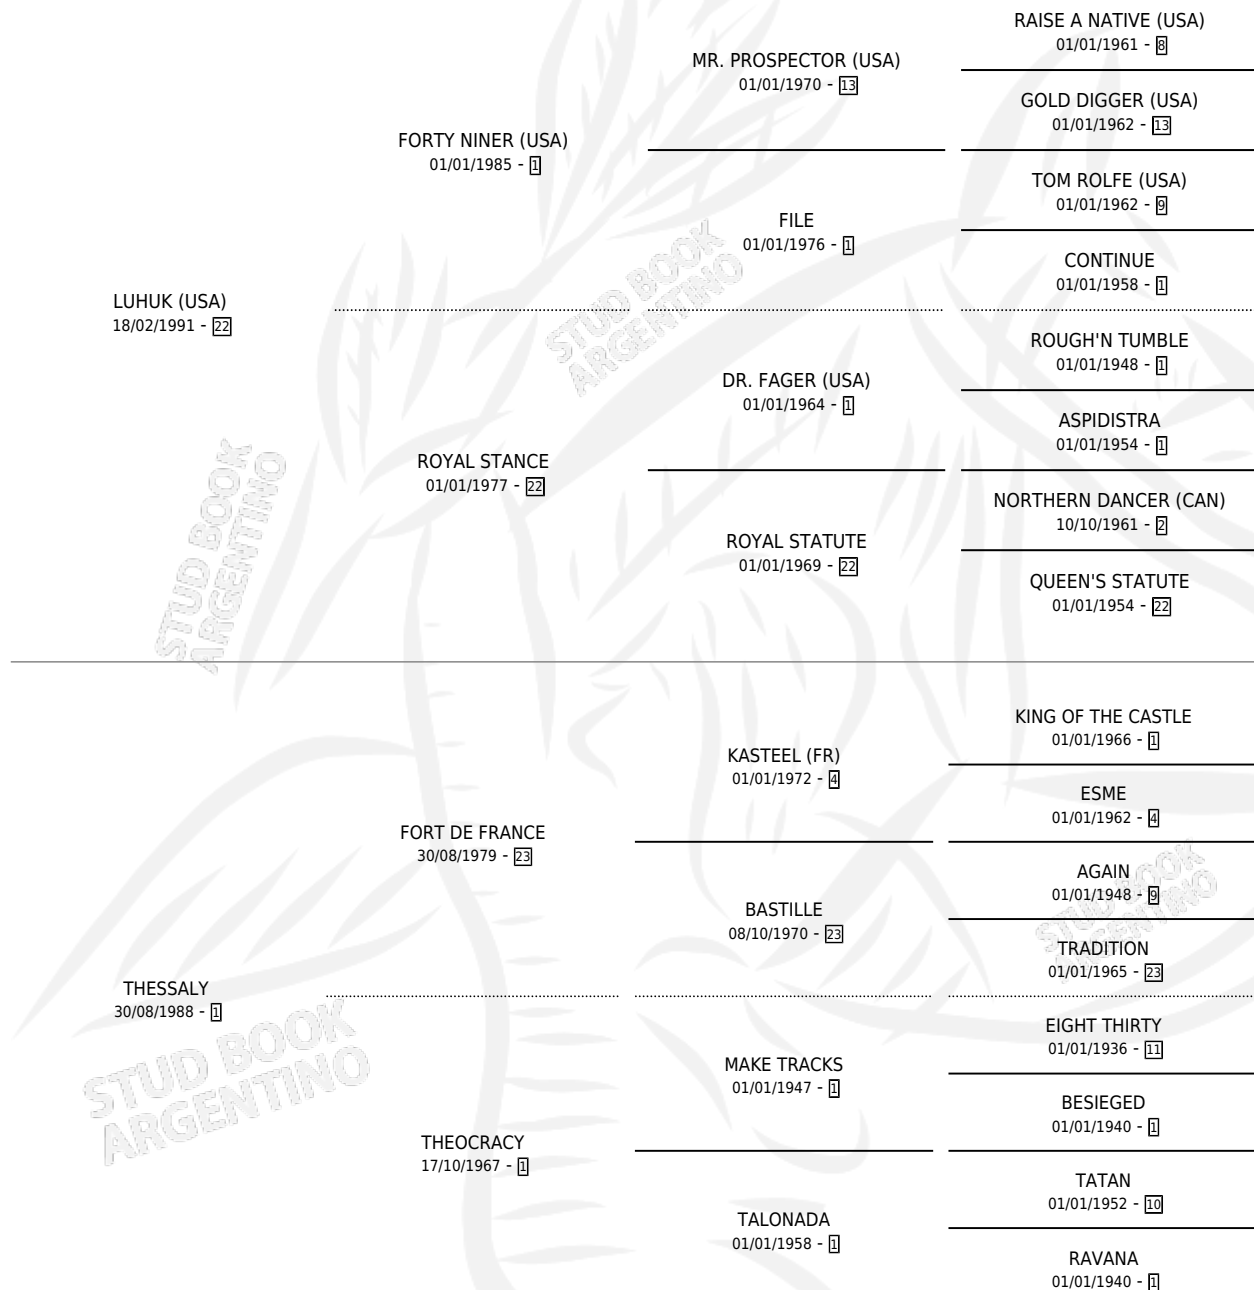 RAISE A NATIVE (USA)
01/01/1961 - 8
MR. PROSPECTOR (USA)
01/01/1970 - 13
GOLD DIGGER (USA)
01/01/1962 - 13
FORTY NINER (USA)
01/01/1985 - 1
TOM ROLFE (USA)
01/01/1962 - 9
FILE
01/01/1976 - 1
CONTINUE
01/01/1958 - 1
LUHUK (USA)
18/02/1991 - 22
STUD BOOK
ARGENTINO
ROUGH'N TUMBLE
01/01/1948 - 1
DR. FAGER (USA)
01/01/1964 - 1
ASPIDISTRA
01/01/1954 - 1
ROYAL STANCE
01/01/1977 - 22
NORTHERN DANCER (CAN)
10/10/1961 - 2
ROYAL STATUTE
01/01/1969 - 22
QUEEN'S STATUTE
01/01/1954 - 22
STUD BOOK
ARGENTINO
KING OF THE CASTLE
01/01/1966 - 1
KASTEEL (FR)
01/01/1972 - 4
ESME
01/01/1962 - 4
FORT DE FRANCE
30/08/1979 - 23
AGAIN
01/01/1948 - 9
BASTILLE
08/10/1970 - 23
STUD BOOK
ARGENTINO
TRADITION
01/01/1965 - 23
THESSALY
30/08/1988 - 1
EIGHT THIRTY
01/01/1936 - 11
MAKE TRACKS
01/01/1947 - 1
STUD BOOK
ARGENTINO
BESIEGED
01/01/1940 - 1
THEOCRACY
17/10/1967 - 1
TATAN
01/01/1952 - 10
TALONADA
01/01/1958 - 1
RAVANA
01/01/1940 - 1